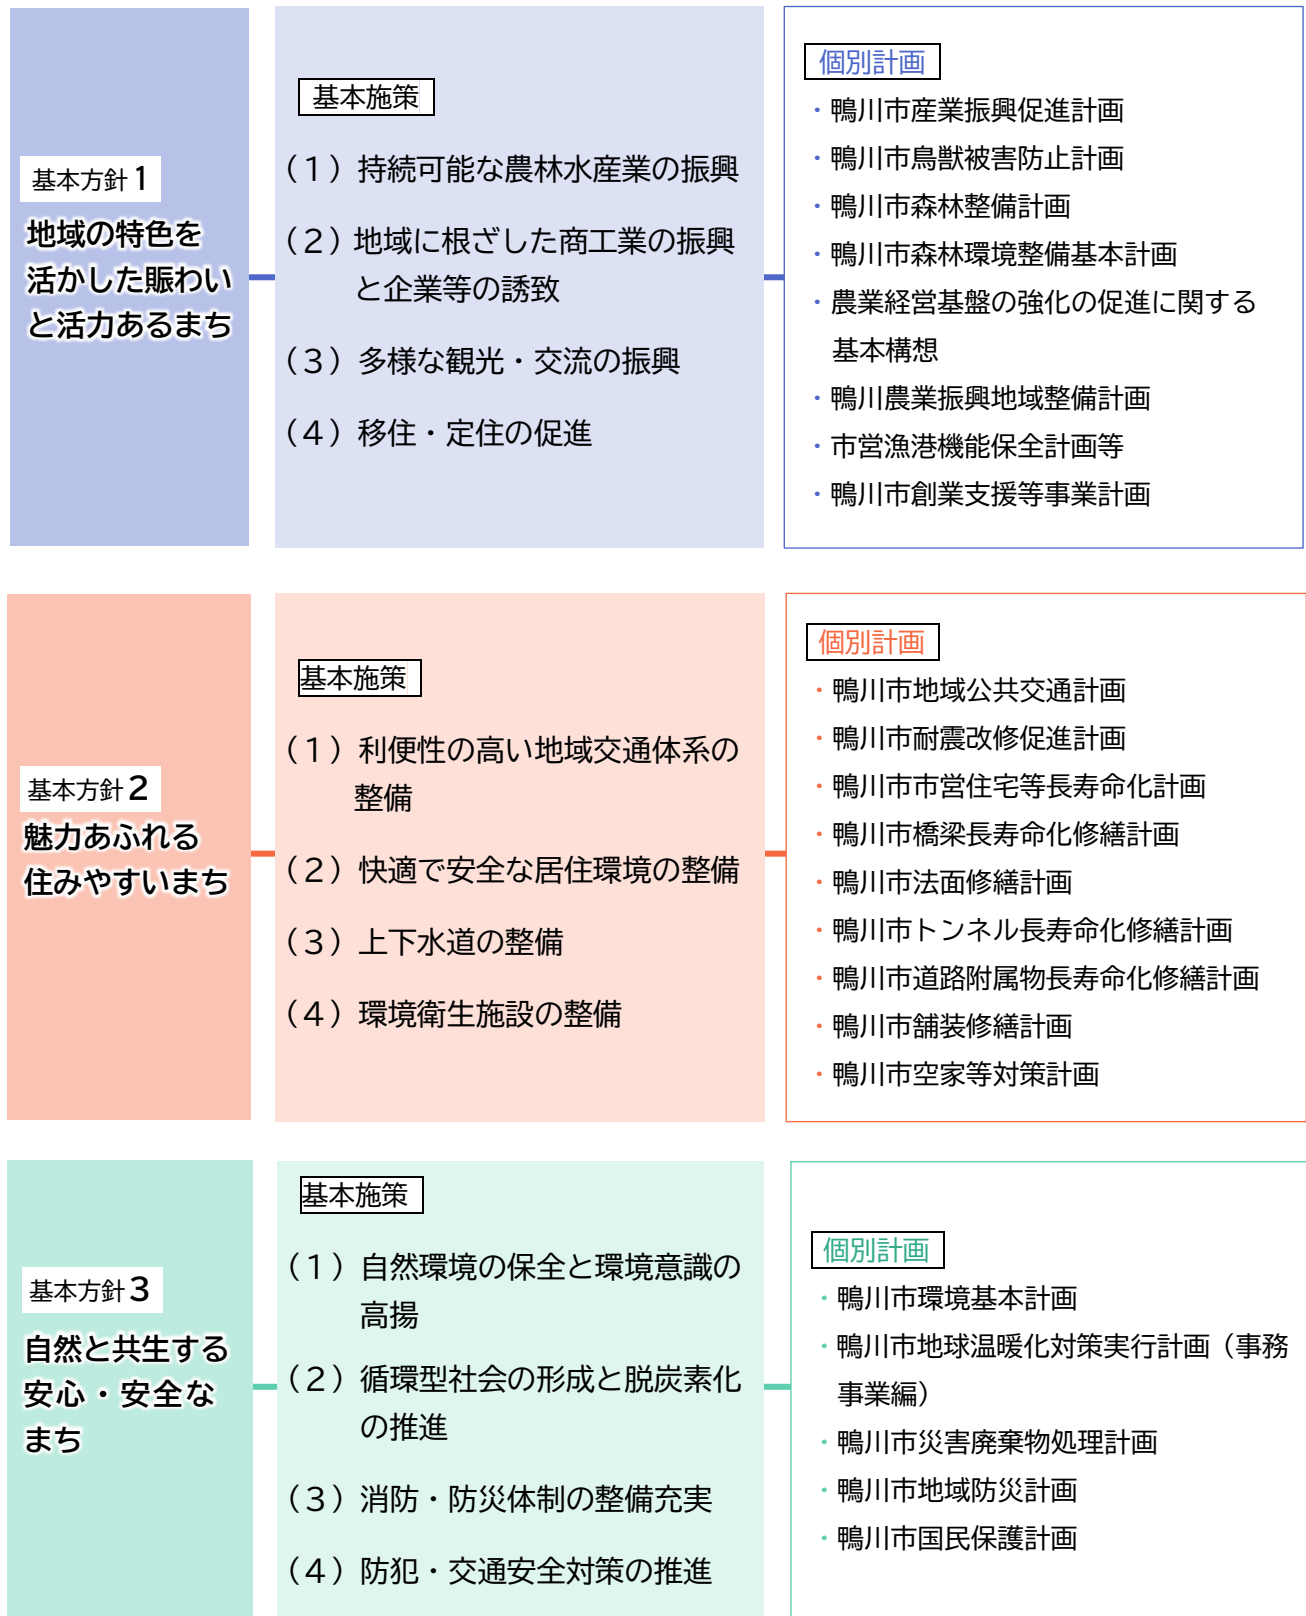 基本方針1
地域の特色を
活かした賑わい
と活力あるまち
基本施策
（１）持続可能な農林水産業の振興
（２）地域に根ざした商工業の振興
と企業等の誘致
（３）多様な観光・交流の振興
（４）移住・定住の促進
個別計画
・鴨川市産業振興促進計画
・鴨川市鳥獣被害防止計画
・鴨川市森林整備計画
・鴨川市森林環境整備基本計画
・農業経営基盤の強化の促進に関する
基本構想
・鴨川農業振興地域整備計画
・市営漁港機能保全計画等
・鴨川市創業支援等事業計画
基本方針2
魅力あふれる
住みやすいまち
基本施策
（１）利便性の高い地域交通体系の
整備
（２）快適で安全な居住環境の整備
（３）上下水道の整備
（４）環境衛生施設の整備
個別計画
・鴨川市地域公共交通計画
・鴨川市耐震改修促進計画
・鴨川市市営住宅等長寿命化計画
・鴨川市橋梁長寿命化修繕計画
・鴨川市法面修繕計画
・鴨川市トンネル長寿命化修繕計画
・鴨川市道路附属物長寿命化修繕計画
・鴨川市舗装修繕計画
・鴨川市空家等対策計画
基本方針3
自然と共生する
安心・安全な
まち
基本施策
（１）自然環境の保全と環境意識の
高揚
（２）循環型社会の形成と脱炭素化
の推進
（３）消防・防災体制の整備充実
（４）防犯・交通安全対策の推進
個別計画
・鴨川市環境基本計画
・鴨川市地球温暖化対策実行計画（事務
事業編）
・鴨川市災害廃棄物処理計画
・鴨川市地域防災計画
・鴨川市国民保護計画